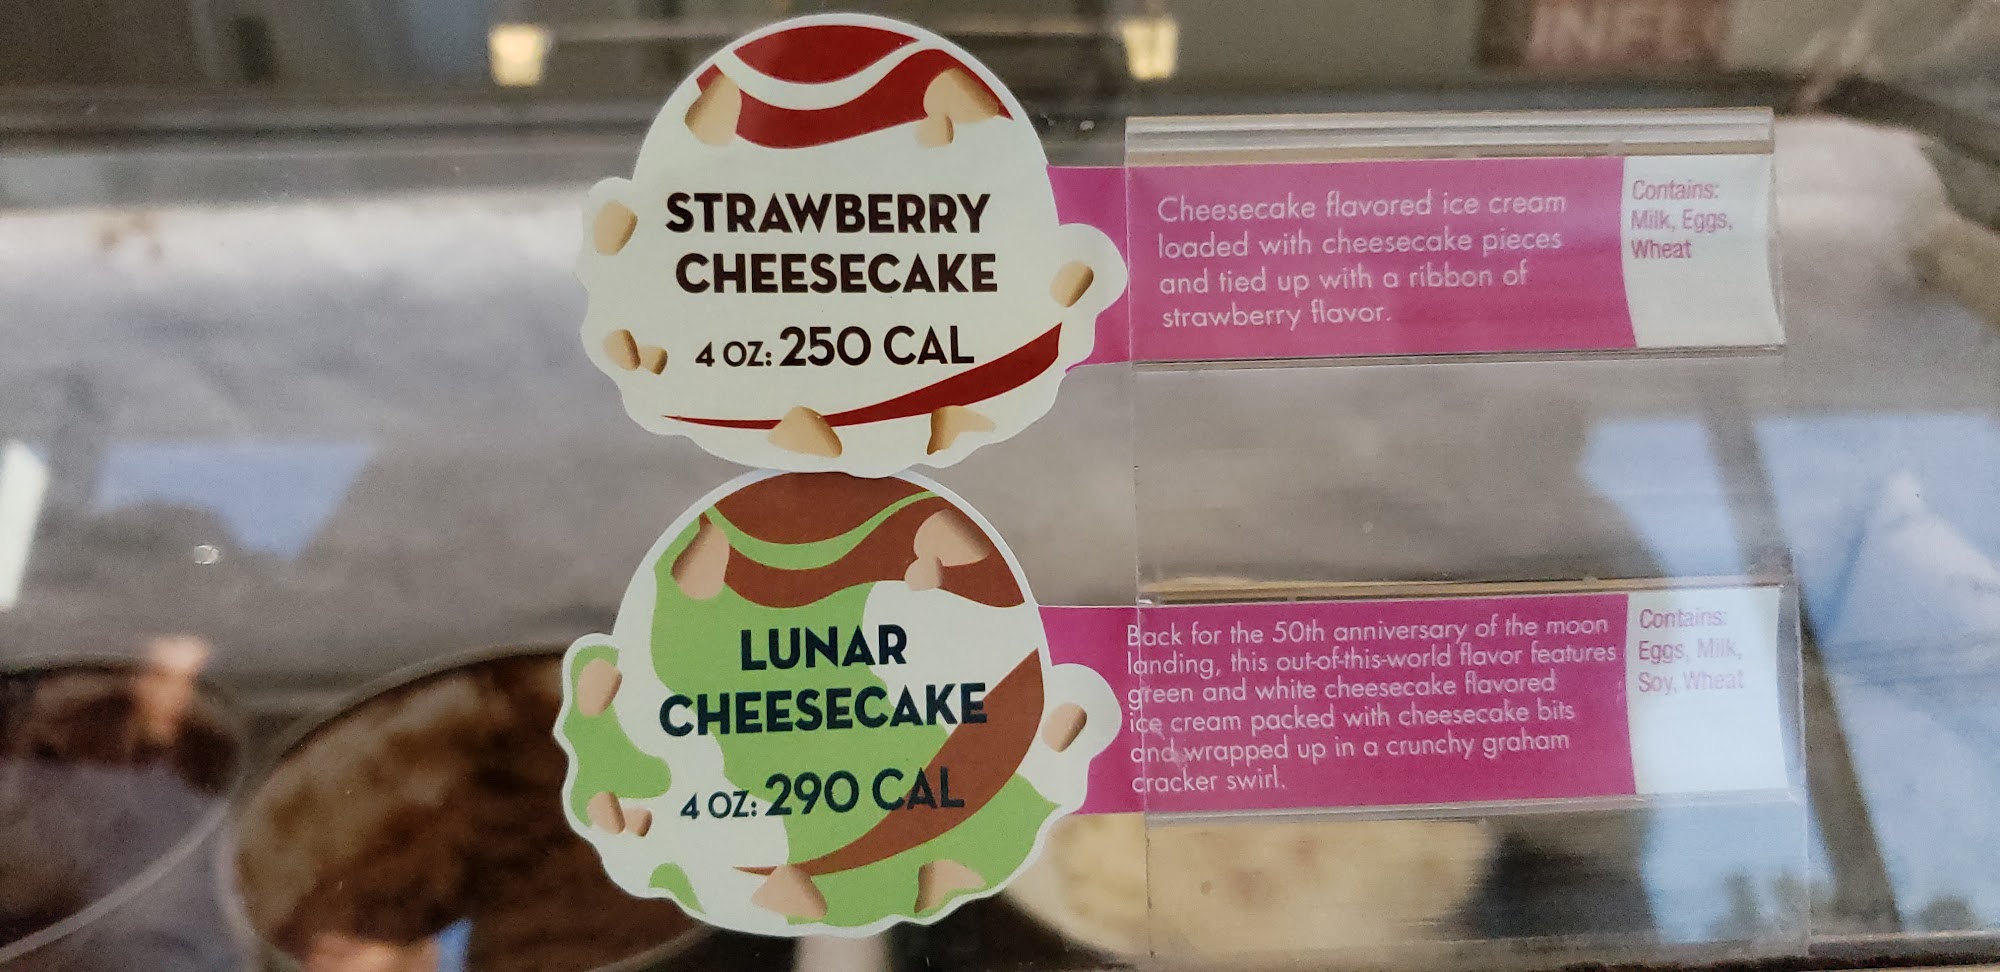 STRAWBERRY
CHEESECAKE
4 OZ: 250 CAL
Cheesecake flavored ice cream
loaded with cheesecake pieces
and tied up with a ribbon of
strawberry flavor.
Contains:
Milk, Eggs,
Wheat
LUNAR
CHEESECAKE
4 OZ: 290 CAL
Back for the 50th anniversary of the moon
landing, this out-of-this-world flavor features
green and white cheesecake flavored
ice cream packed with cheesecake bits
and wrapped up in a crunchy graham
cracker swirl.
Contains:
Eggs, Milk,
Soy, Wheat